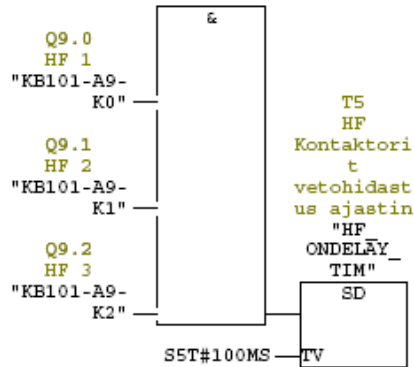 &
Q9.0
HF 1
"KB101-A9-
K0"
Q9.1
HF 2
"KB101-A9-
K1"
Q9.2
HF 3
"KB101-A9-
K2"
T5
HF
Kontaktori
t
vetohidast
us ajastin
"HF_
ONDELAY_
TIM"
SD
S5T#100MS
TV